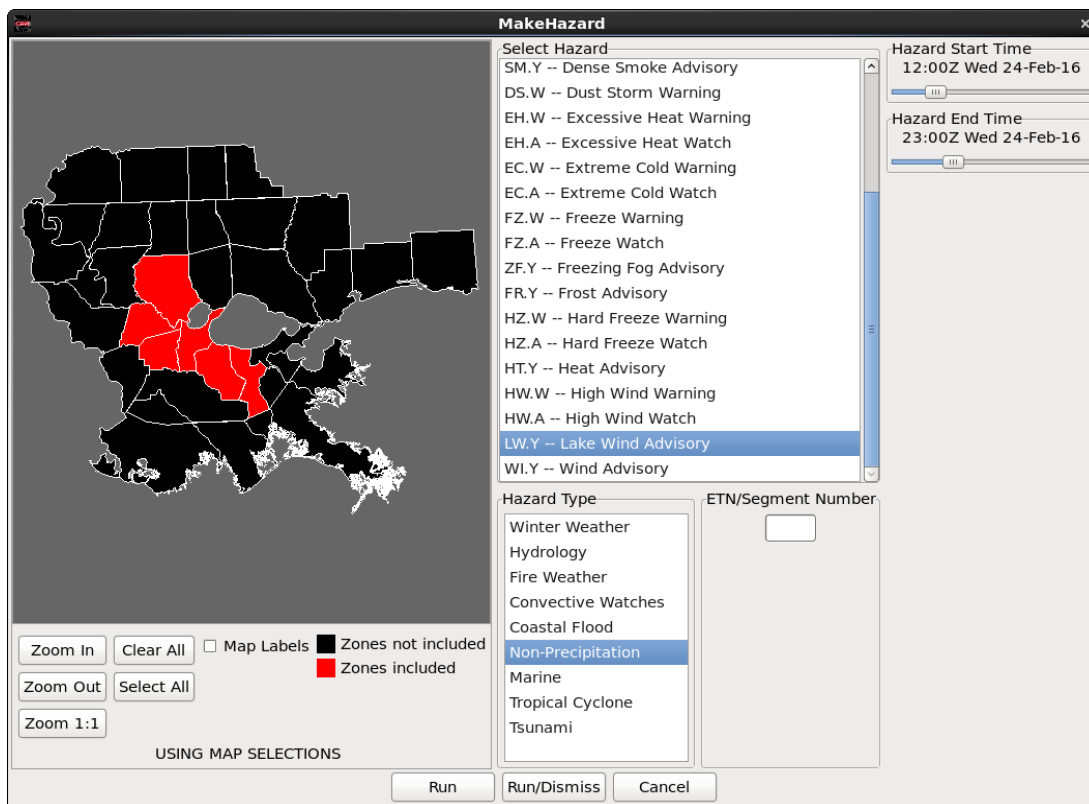 MakeHazard
Select Hazard
SM.Y -- Dense Smoke Advisory
DS.W -- Dust Storm Warning
EH.W -- Excessive Heat Warning
EH.A -- Excessive Heat Watch
EC.W -- Extreme Cold Warning
EC.A -- Extreme Cold Watch
FZ.W -- Freeze Warning
FZ.A -- Freeze Watch
ZF.Y -- Freezing Fog Advisory
FR.Y -- Frost Advisory
HZ.W -- Hard Freeze Warning
HZ.A -- Hard Freeze Watch
HT.Y -- Heat Advisory
HW.W -- High Wind Warning
HW.A -- High Wind Watch
LW.Y -- Lake Wind Advisory
WI.Y -- Wind Advisory
Hazard Start Time
12:00Z Wed 24-Feb-16
Hazard End Time
23:00Z Wed 24-Feb-16
Hazard Type
Winter Weather
Hydrology
Fire Weather
Convective Watches
Coastal Flood
Non-Precipitation
Marine
Tropical Cyclone
Tsunami
ETN/Segment Number
Zoom In
Clear All
Map Labels
Zones not included
Zones included
Zoom Out
Select All
Zoom 1:1
USING MAP SELECTIONS
Run
Run/Dismiss
Cancel